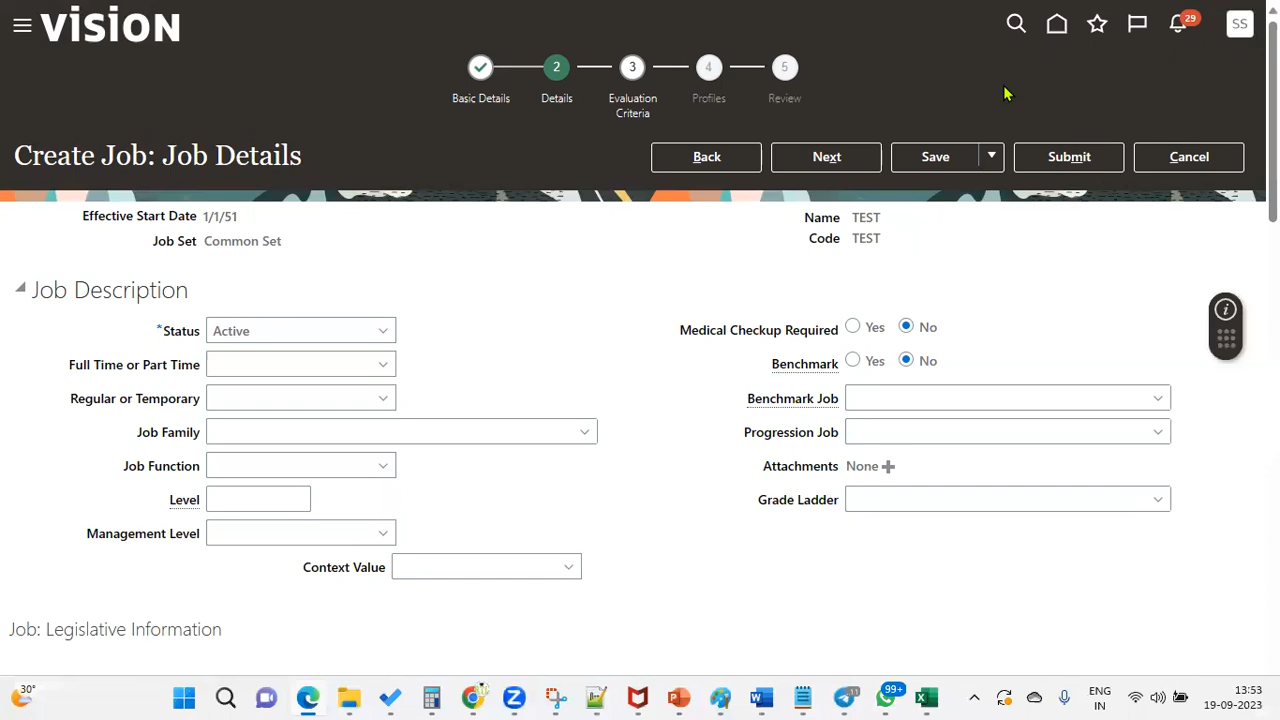 vision
29
SS
2
3
4
5
Basic Details
Details
Evaluation
Criteria
Profiles
Review
Create Job: Job Details
Back
Next
Save
Submit
Cancel
Effective Start Date 1/1/51
Job Set Common Set
Name TEST
Code TEST
Job Description
*Status Active
Full Time or Part Time
Regular or Temporary
Job Family
Job Function
Level
Management Level
Context Value
Medical Checkup Required Yes No
Benchmark Yes No
Benchmark Job
Progression Job
Attachments None
Grade Ladder
Job: Legislative Information
30°
11
99+
ENG
IN
13:53
19-09-2023